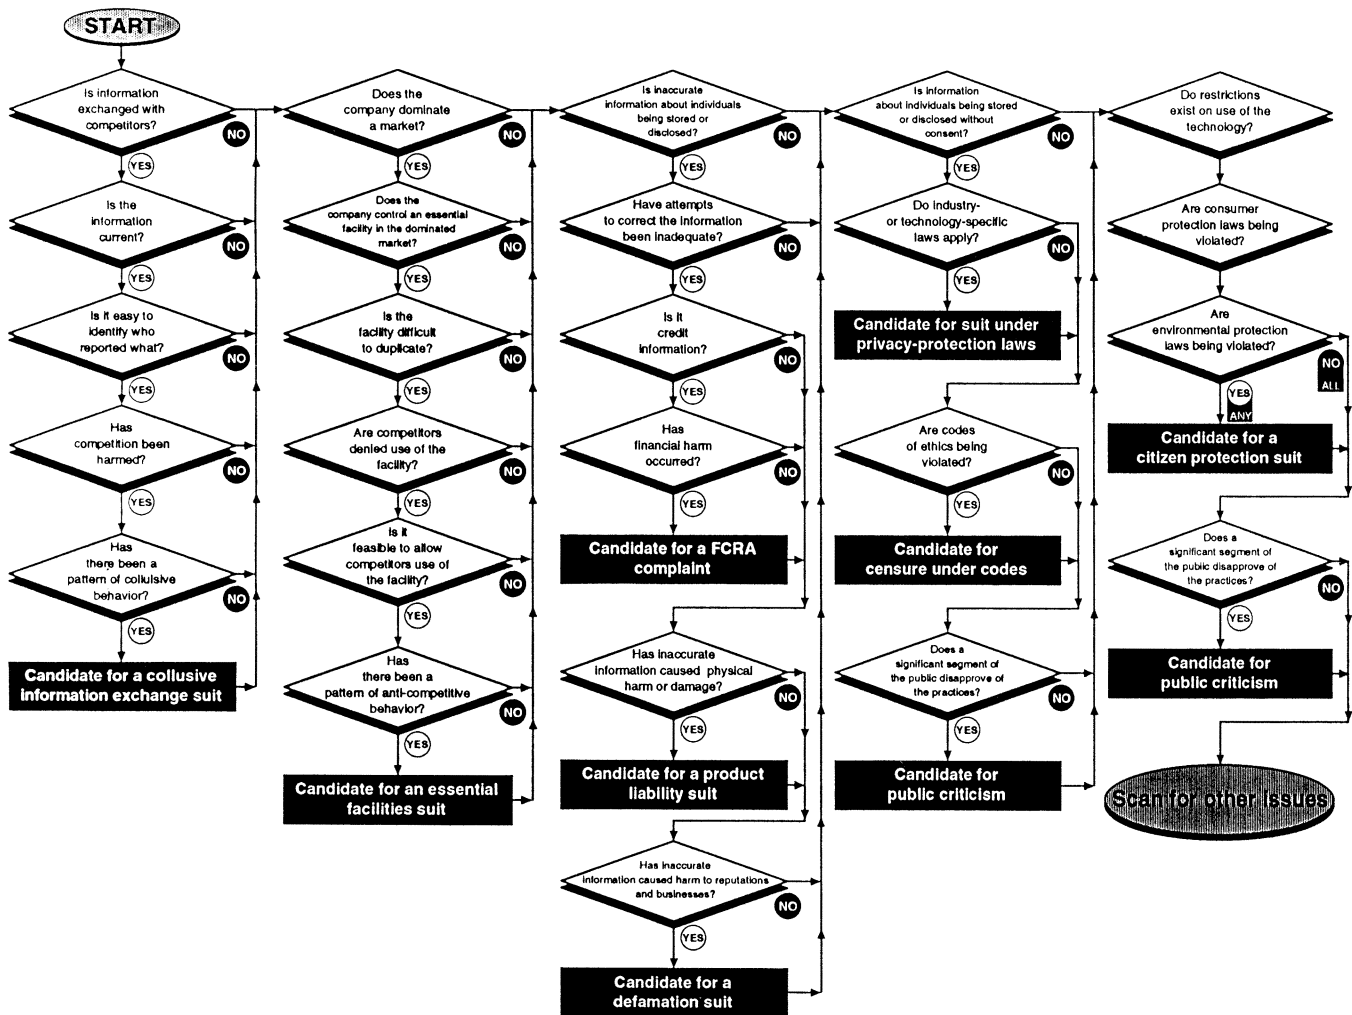 START
Is information
exchanged with
competitors?
NO
YES
Is the
information
current?
NO
YES
Is it easy to
identify who
reported what?
NO
YES
Has
competition been
harmed?
NO
YES
Has
there been a
pattern of collulsive
behavior?
NO
YES
Candidate for a collusive
information exchange suit
Does the
company dominate
a market?
NO
YES
Does the
company control an essential
facility in the dominated
market?
NO
YES
Is the
facility difficult
to duplicate?
NO
YES
Are competitors
denied use of the
facility?
NO
YES
Is it
feasible to allow
competitors use of
the facility?
NO
YES
Has
there been a
pattern of anti-competitive
behavior?
NO
YES
Candidate for an essential
facilities suit
Is inaccurate
information about individuals
being stored or
disclosed?
NO
YES
Have attempts
to correct the information
been inadequate?
NO
YES
Is it
credit
information?
NO
YES
Has
financial harm
occurred?
NO
YES
Candidate for a FCRA
complaint
Has inaccurate
information caused physical
harm or damage?
NO
YES
Candidate for a product
liability suit
Has inaccurate
information caused harm to reputations
and businesses?
NO
YES
Candidate for a
defamation suit
Is information
about individuals being stored
or disclosed without
consent?
NO
YES
Do industry-
or technology-specific
laws apply?
NO
YES
Candidate for suit under
privacy-protection laws
Are codes
of ethics being
violated?
NO
YES
Candidate for
censure under codes
Does a
significant segment of
the public disapprove of
the practices?
NO
YES
Candidate for
public criticism
Do restrictions
exist on use of the
technology?
Are consumer
protection laws being
violated?
Are
environmental protection
laws being violated?
NO
ALL
YES
ANY
Candidate for a
citizen protection suit
Does a
significant segment of
the public disapprove
of the practices?
NO
YES
Candidate for
public criticism
Scan for other issues